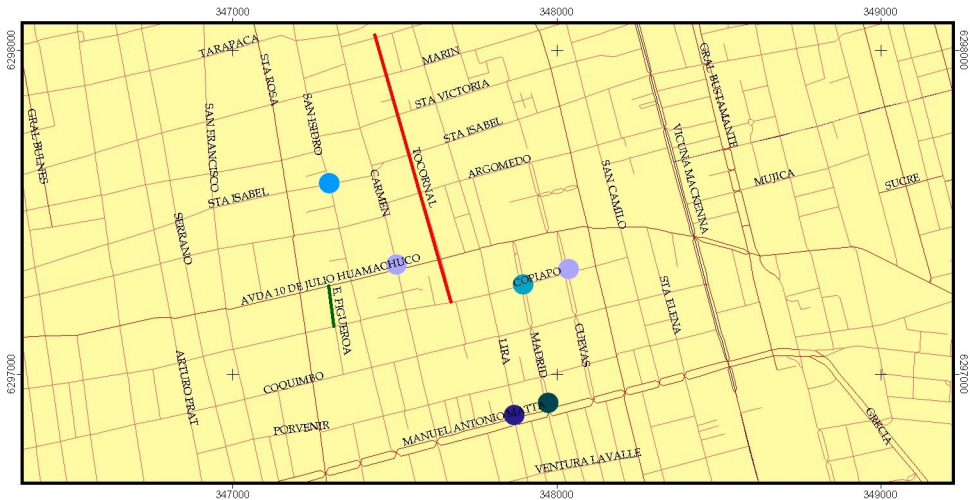 347000
348000
349000
6298000
6298000
TARAPACA
MARIN
STA ROSA
GRAL BUSTAMANTE
STA VICTORIA
SAN ISIDRO
SAN FRANCISCO
GRAL BULNES
STA ISABEL
VICUNA MACKENNA
TOCORNAL
ARGOMEDO
SAN CAMILO
CARMEN
MUJICA
SUCRE
STA ISABEL
SERRANO
AVDA 10 DE JULIO HUAMACHUCO
COPIAPO
STA ELENA
E. FIGUEROA
LIRA
MADRID
CUEVAS
6297000
6297000
ARTURO PRAT
COQUIMBO
PORVENIR
MANUEL ANTONIO MATTA
GRECIA
VENTURA LAVALLE
347000
348000
349000